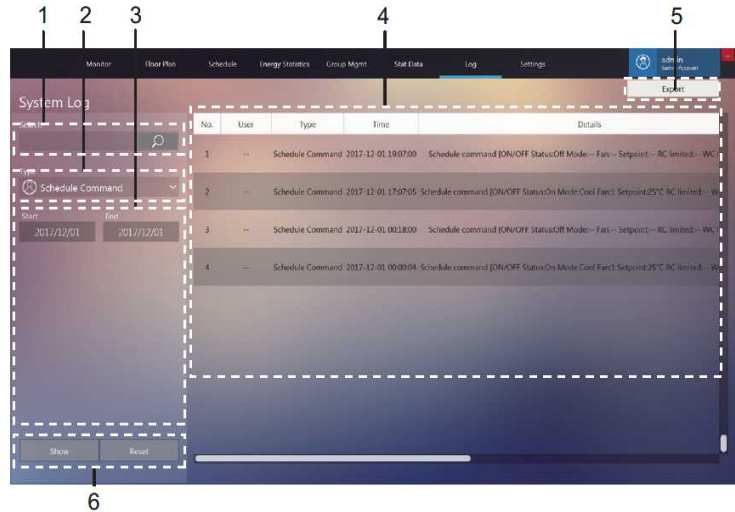 1 2 3 4 5
Monitor Floor Plan Schedule Energy Statistics Group Mgmt Stat Data Log Settings admin
Export
System Log
Search
No. User Type Time Details
1 -- Schedule Command 2017-12-01 19:07:00 Schedule command [ON/OFF Status:Off Mode:-- Fan:-- Setpoint:-- RC limited:-- WC
Type
Schedule Command
2 -- Schedule Command 2017-12-01 17:07:05 Schedule command [ON/OFF Status:On Mode:Cool Fan:1 Setpoint:25°C RC limited:-- W
Start End
2017/12/01 2017/12/01
3 -- Schedule Command 2017-12-01 00:18:00 Schedule command [ON/OFF Status:Off Mode:-- Fan:-- Setpoint:-- RC limited:-- WC
4 -- Schedule Command 2017-12-01 00:00:04 Schedule command [ON/OFF Status:On Mode:Cool Fan:1 Setpoint:25°C RC limited:-- W
Show Reset
6